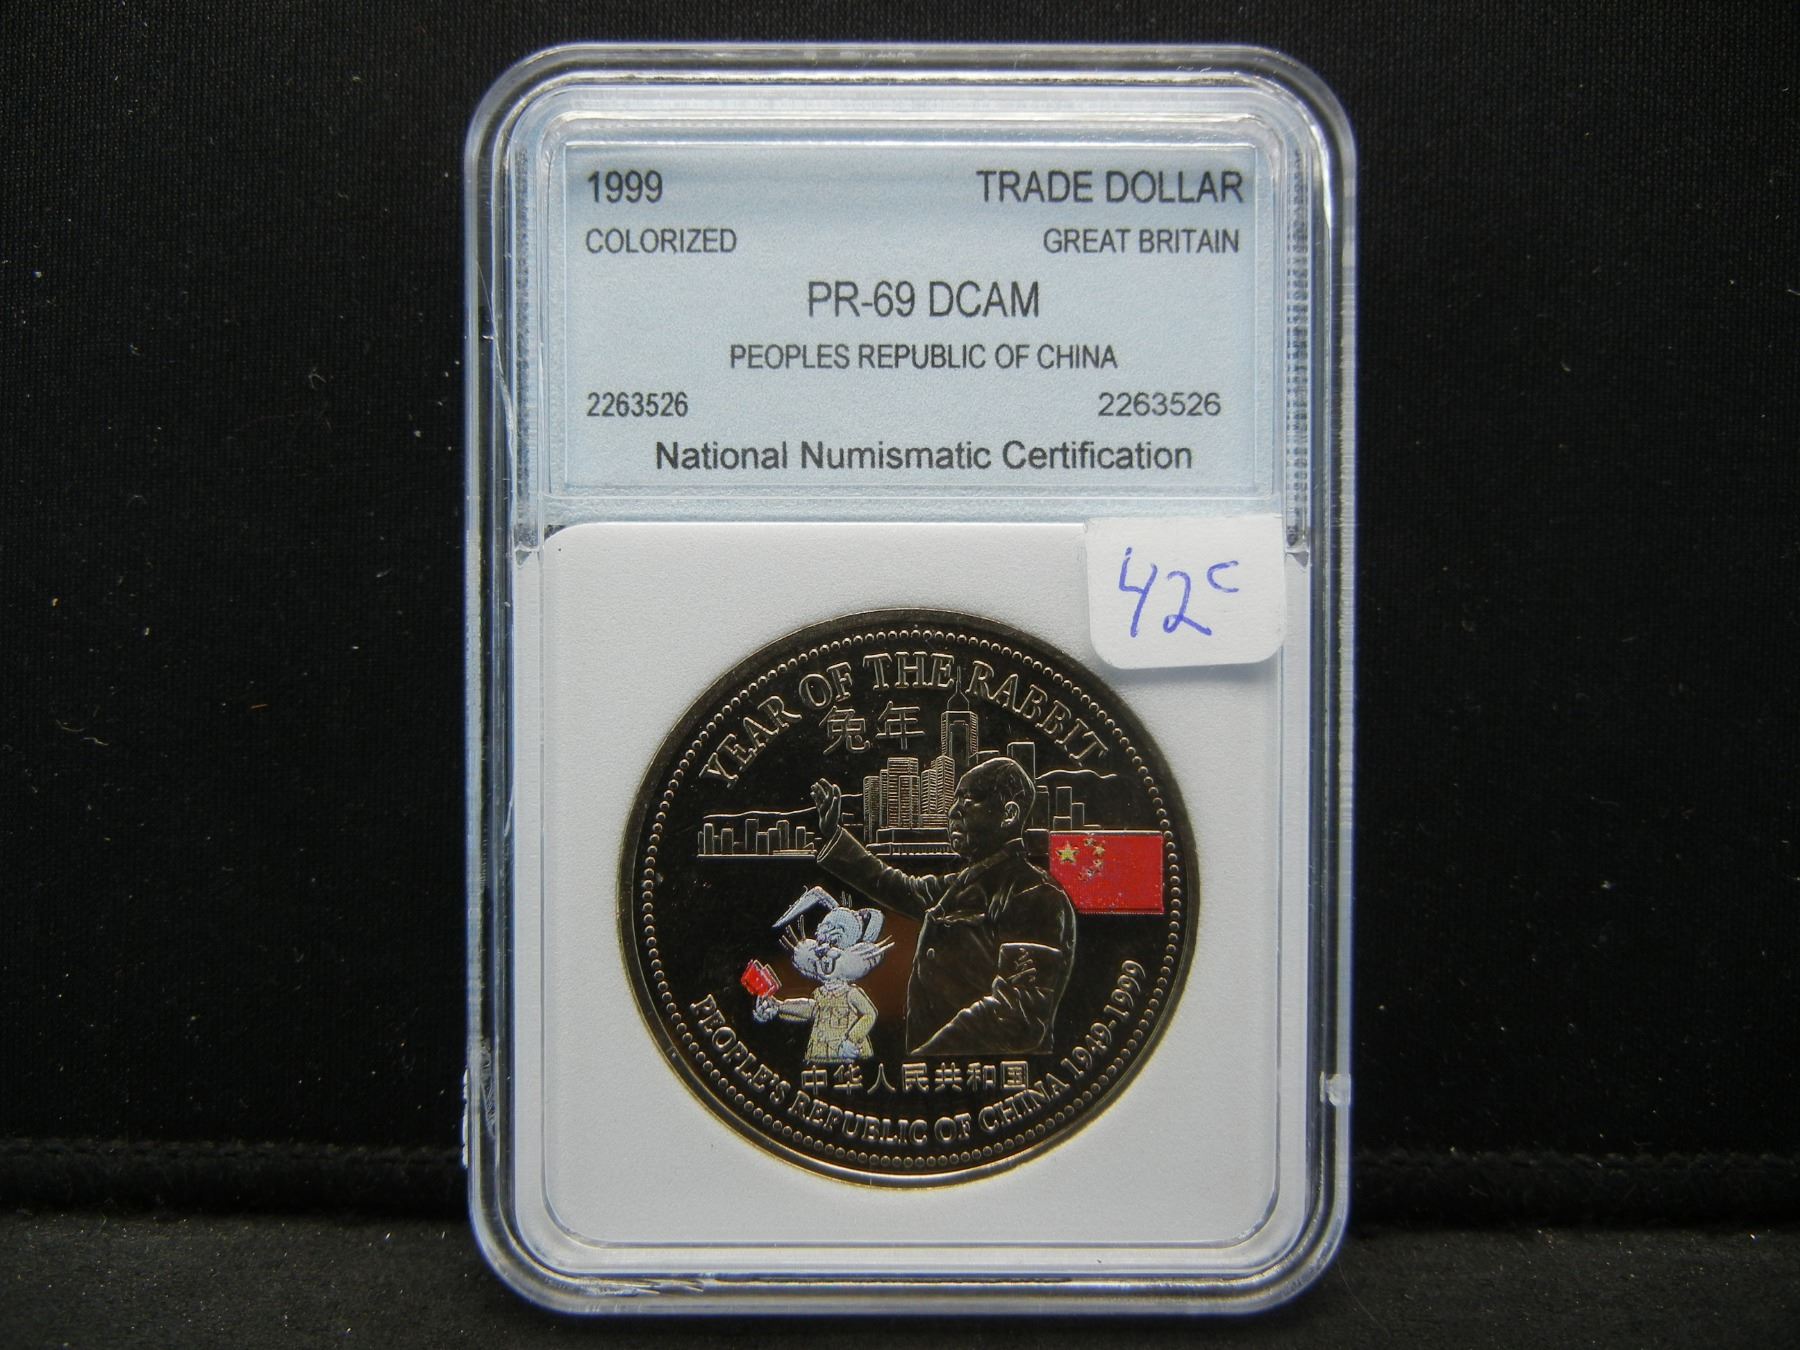 1999 TRADE DOLLAR
COLORIZED GREAT BRITAIN
PR-69 DCAM
PEOPLES REPUBLIC OF CHINA
2263526 2263526
National Numismatic Certification
42c
YEAR OF THE RABBIT
兔年
中华人民共和国
PEOPLE'S REPUBLIC OF CHINA 1949-1999